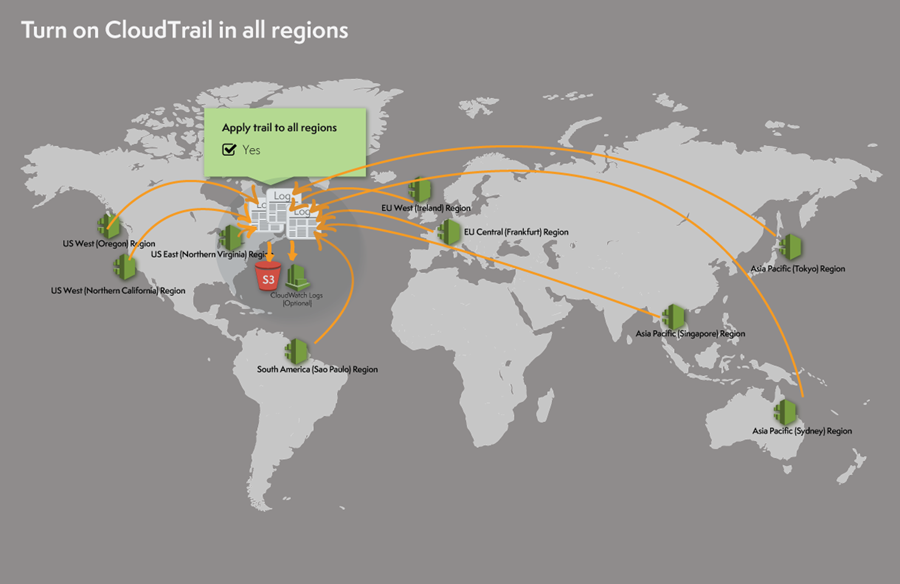 Turn on CloudTrail in all regions
Apply trail to all regions
Yes
Log
Lo
Log
US West (Oregon) Region
US East (Northern Virginia) Region
US West (Northern California) Region
S3
CloudWatch Logs
(Optional)
EU West (Ireland) Region
EU Central (Frankfurt) Region
Asia Pacific (Tokyo) Region
Asia Pacific (Singapore) Region
South America (Sao Paulo) Region
Asia Pacific (Sydney) Region